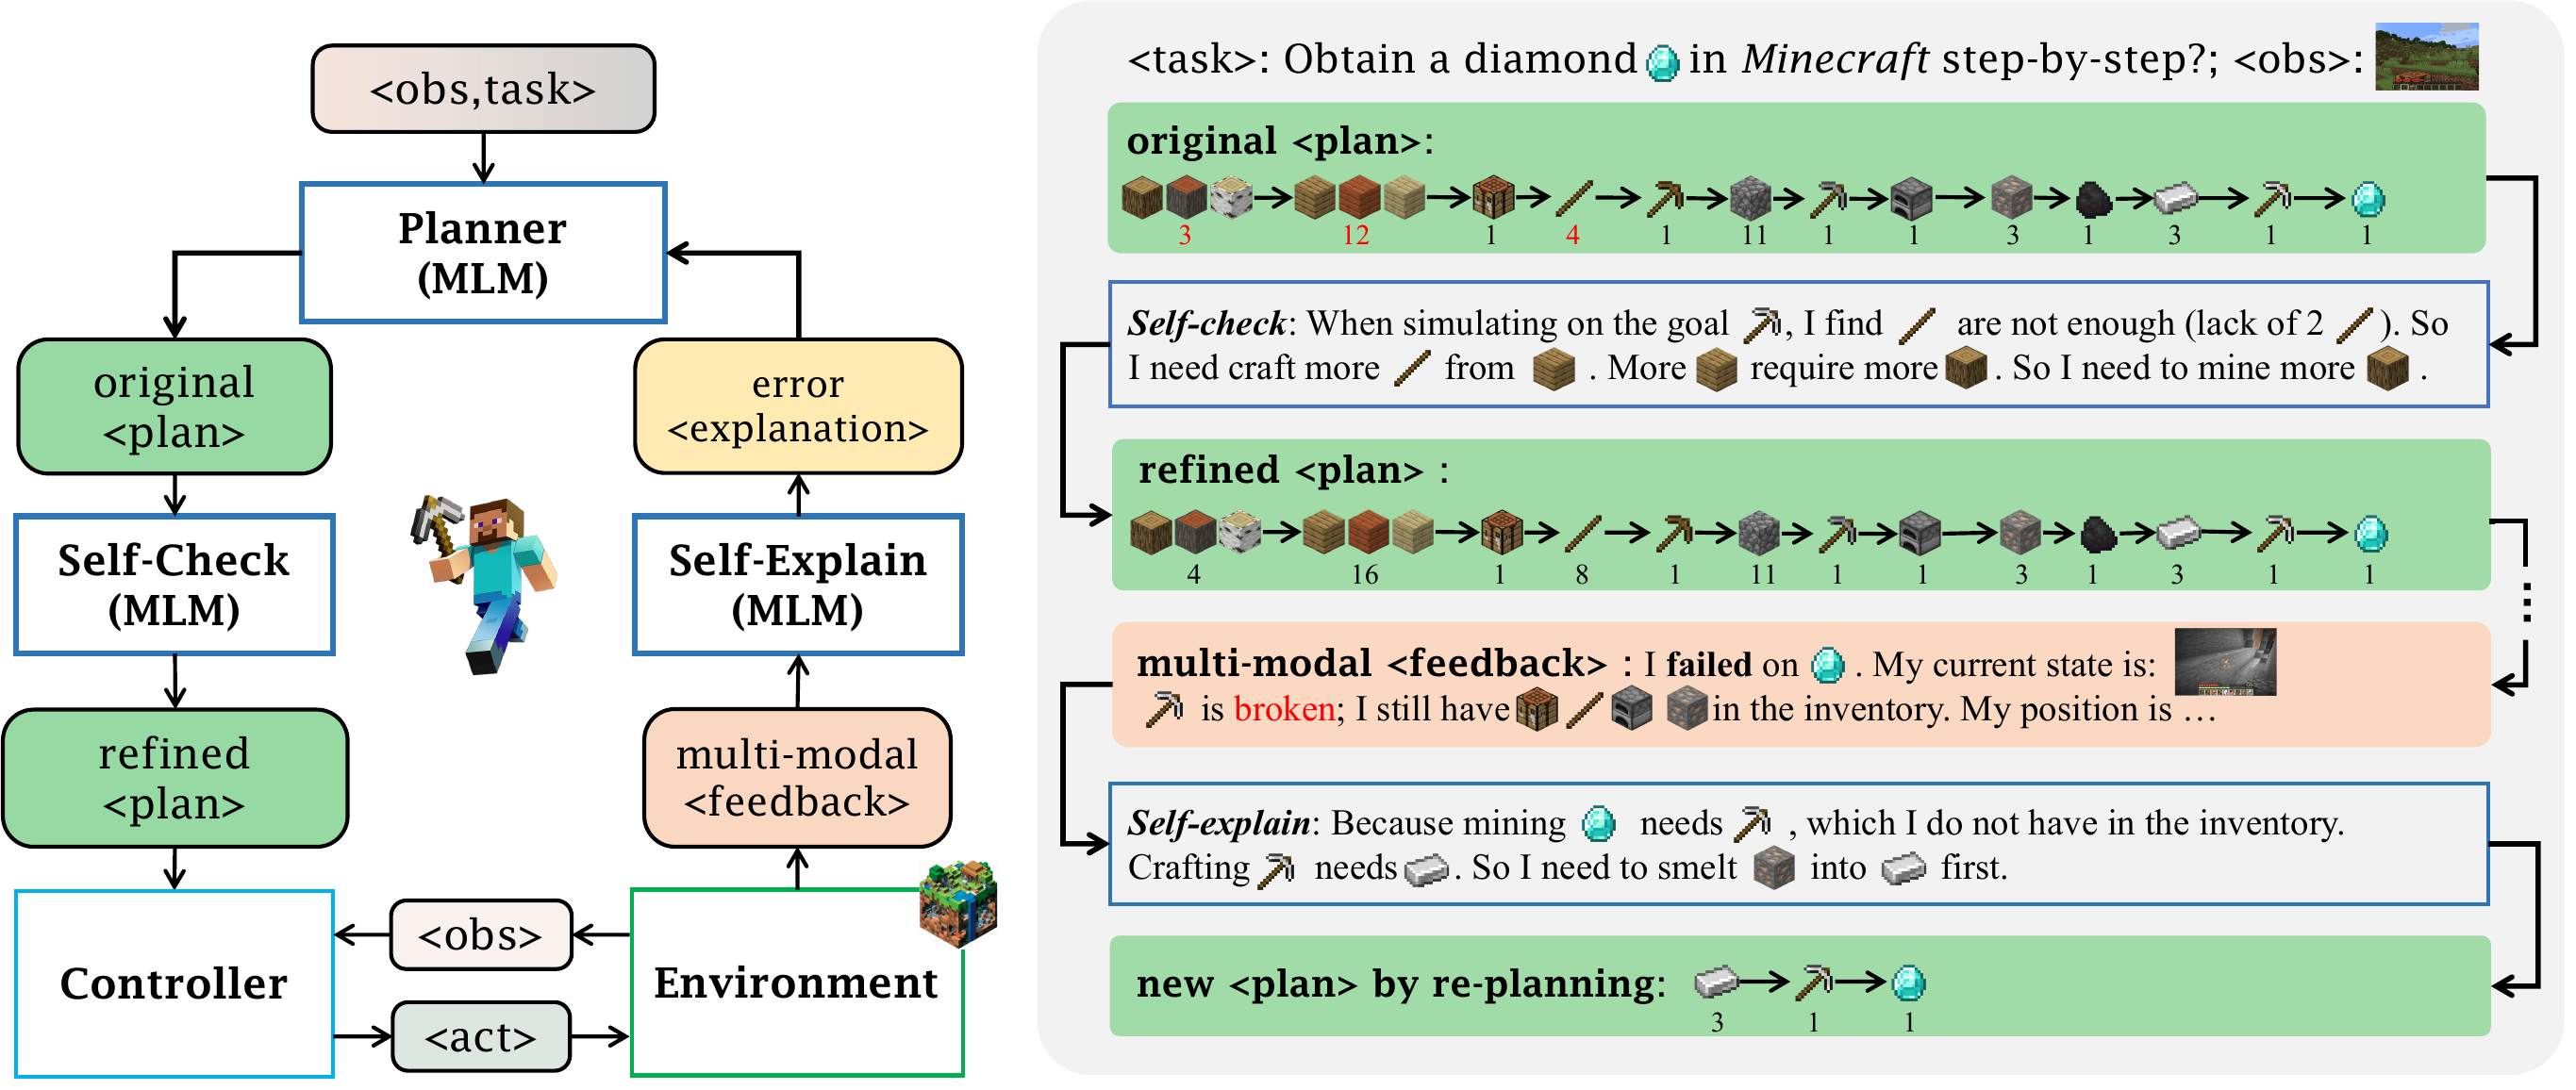 <obs,task>
Planner
(MLM)
original
<plan>
error
<explanation>
Self-Check
(MLM)
Self-Explain
(MLM)
refined
<plan>
multi-modal
<feedback>
Controller
<obs>
<act>
Environment
<task>: Obtain a diamond in Minecraft step-by-step?; <obs>:
original <plan>:
3 12 1 4 1 11 1 1 3 1 3 1 1
Self-check: When simulating on the goal , I find are not enough (lack of 2 ). So
I need craft more from . More require more . So I need to mine more .
refined <plan> :
4 16 1 8 1 11 1 1 3 1 3 1 1
multi-modal <feedback> : I failed on . My current state is:
is broken; I still have in the inventory. My position is …
Self-explain: Because mining needs , which I do not have in the inventory.
Crafting needs . So I need to smelt into first.
new <plan> by re-planning:
3 1 1